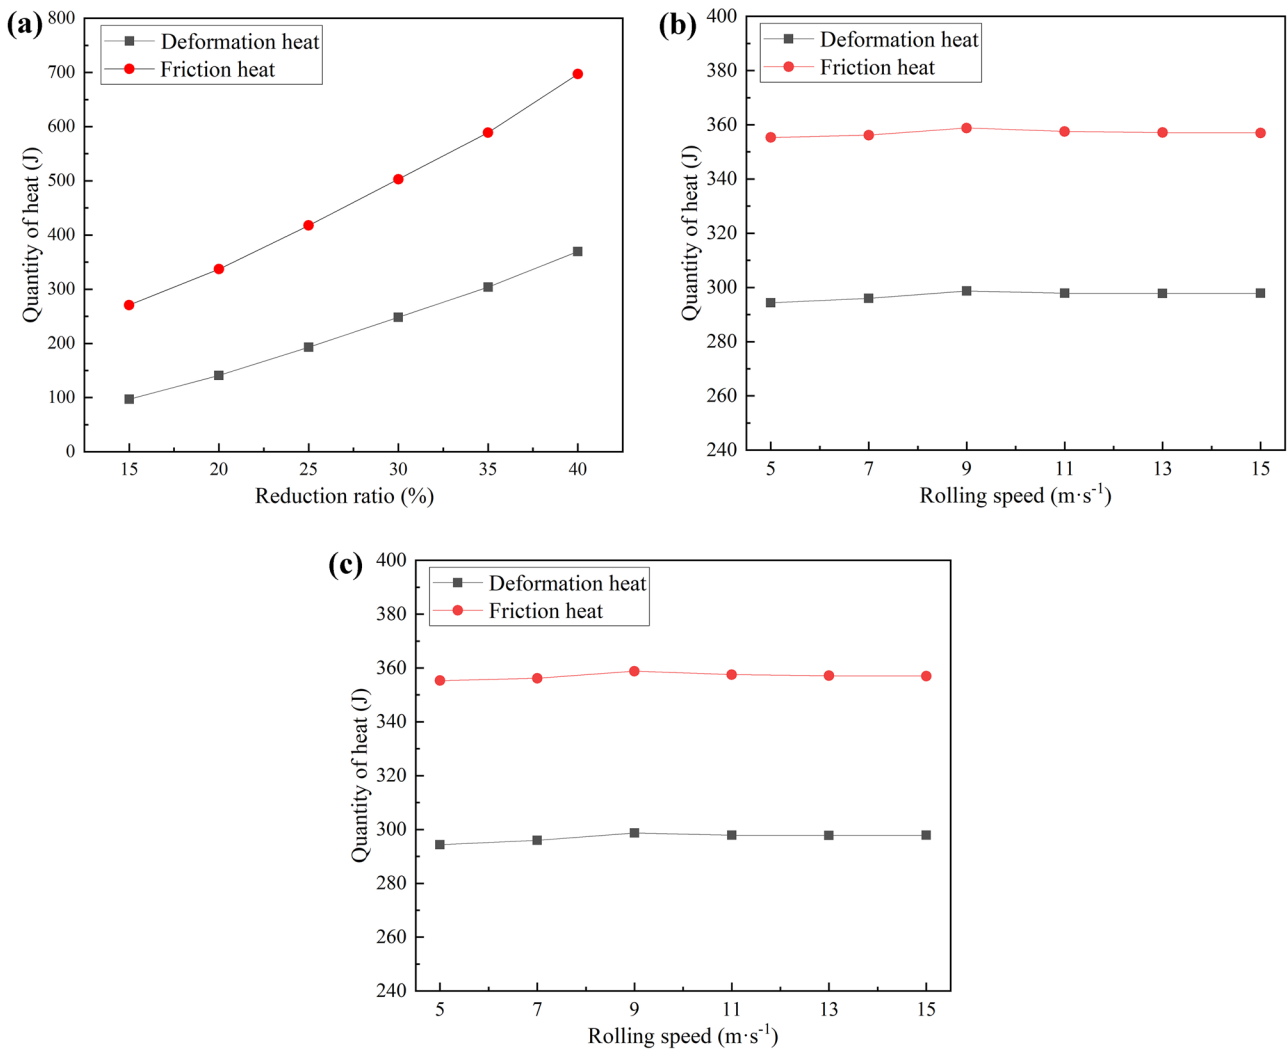 (a)
Deformation heat
Friction heat
Quantity of heat (J)
800
700
600
500
400
300
200
100
0
15 20 25 30 35 40
Reduction ratio (%)
(b)
Deformation heat
Friction heat
Quantity of heat (J)
400
380
360
340
320
300
280
260
240
5 7 9 11 13 15
Rolling speed (m·s⁻¹)
(c)
Deformation heat
Friction heat
Quantity of heat (J)
400
380
360
340
320
300
280
260
240
5 7 9 11 13 15
Rolling speed (m·s⁻¹)